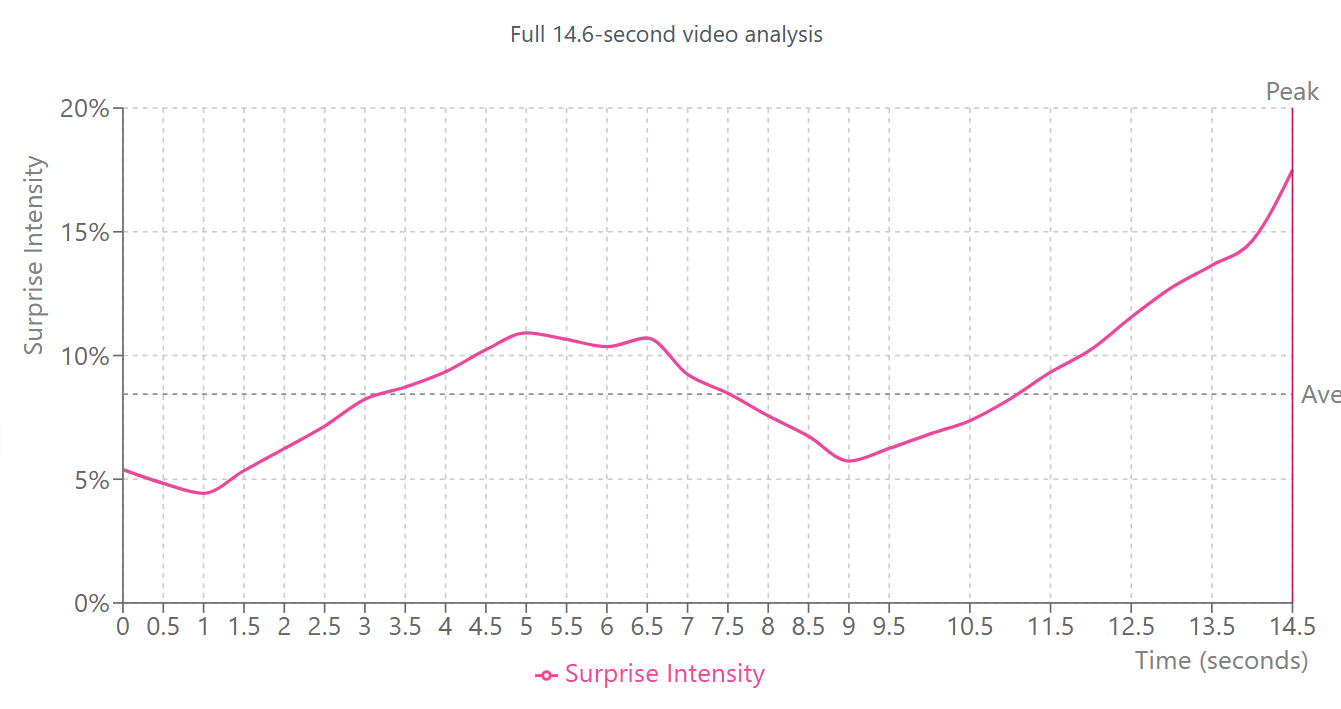 Full 14.6-second video analysis
Peak
20%
15%
10%
5%
0%
Surprise Intensity
Ave
0 0.5 1 1.5 2 2.5 3 3.5 4 4.5 5 5.5 6 6.5 7 7.5 8 8.5 9 9.5 10.5 11.5 12.5 13.5 14.5
Time (seconds)
Surprise Intensity